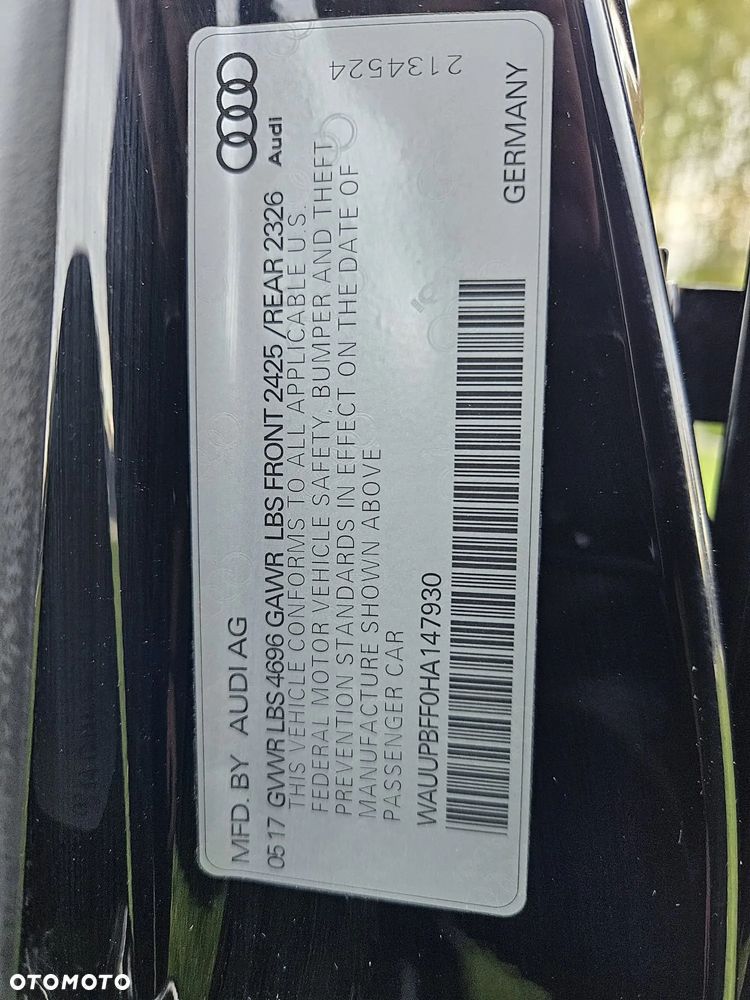 MFD. BY AUDI AG
Audi
2134524
05 17 GVWR LBS 4696 GAWR LBS FRONT 2425 /REAR 2326
THIS VEHICLE CONFORMS TO ALL APPLICABLE U.S.
FEDERAL MOTOR VEHICLE SAFETY, BUMPER AND THEFT
PREVENTION STANDARDS IN EFFECT ON THE DATE OF
MANUFACTURE SHOWN ABOVE
PASSENGER CAR
WAUUPBFF0HA147930
GERMANY
OTOMOTO